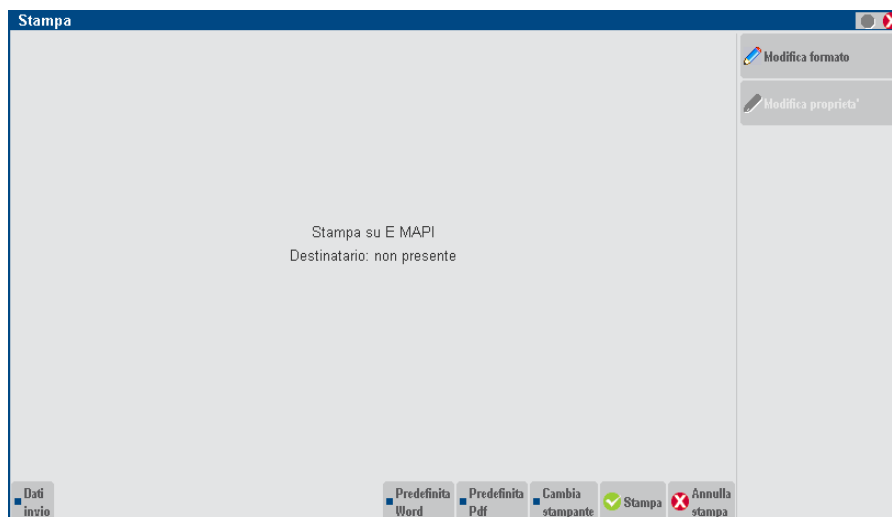 Stampa
Modifica formato
Modifica proprieta'
Stampa su E MAPI
Destinatario: non presente
Dati
invio
Predefinita
Word
Predefinita
Pdf
Cambia
stampante
Stampa
Annulla
stampa